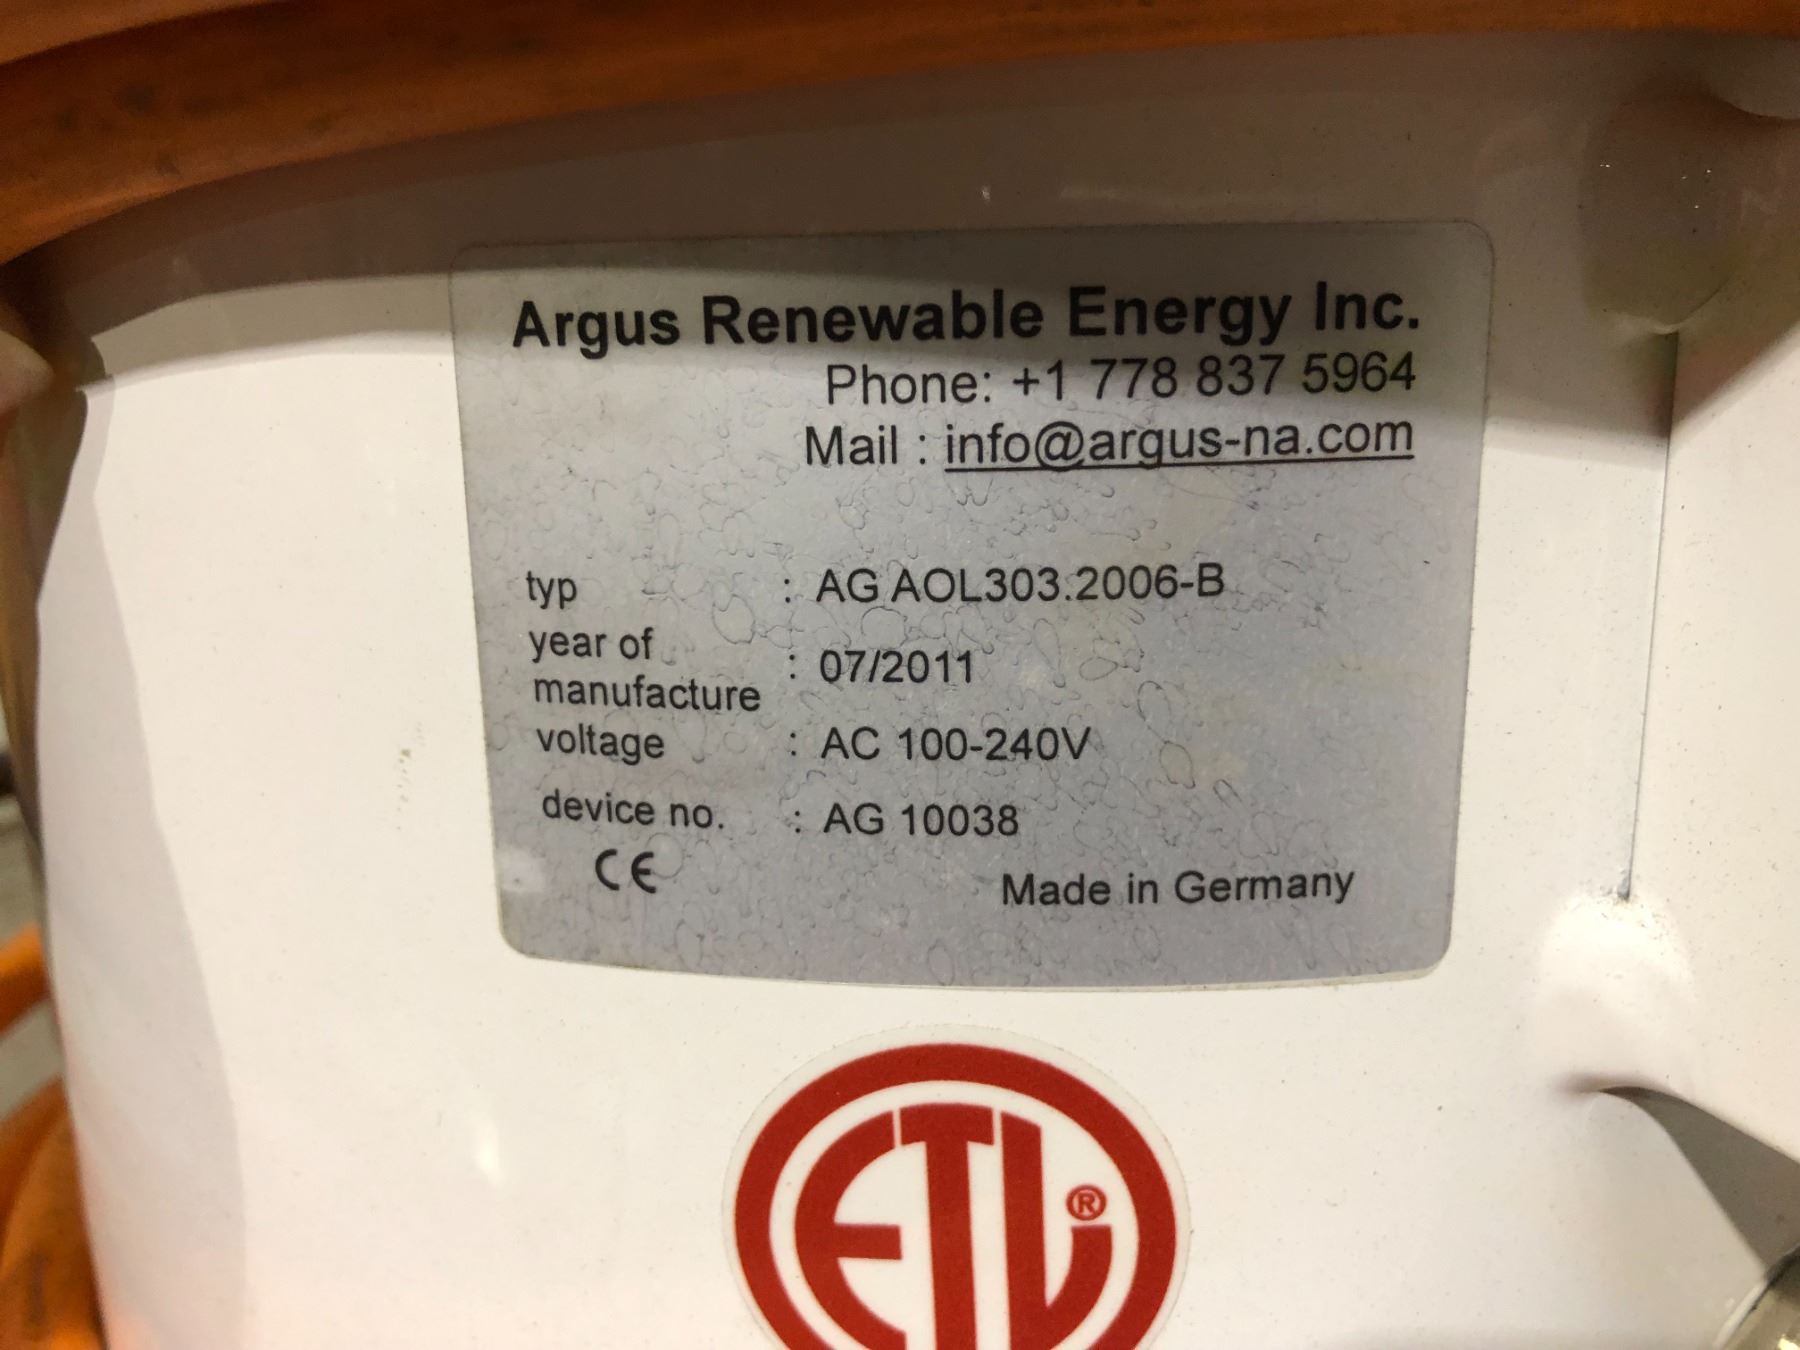 Argus Renewable Energy Inc.
Phone: +1 778 837 5964
Mail : info@argus-na.com
typ : AG AOL303.2006-B
year of
manufacture : 07/2011
voltage : AC 100-240V
device no. : AG 10038
CE Made in Germany
ETL®